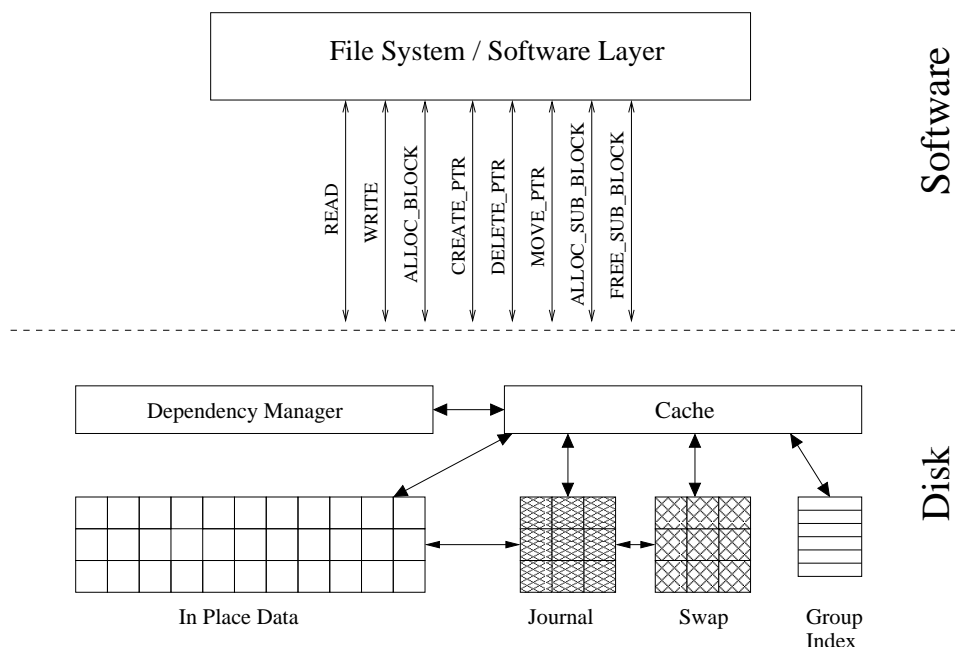 File System / Software Layer
Software
READ
WRITE
ALLOC_BLOCK
CREATE_PTR
DELETE_PTR
MOVE_PTR
ALLOC_SUB_BLOCK
FREE_SUB_BLOCK
Dependency Manager
Cache
Disk
In Place Data
Journal
Swap
Group
Index